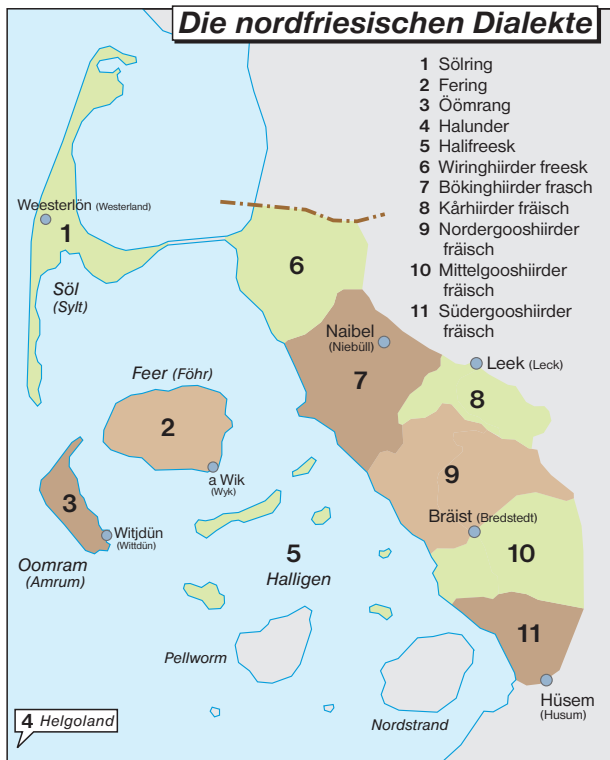 Die nordfriesischen Dialekte
1 Sölring
2 Fering
3 Öömrang
4 Halunder
5 Halifreesk
6 Wiringhiirder freesk
7 Bökinghiirder frasch
8 Kårhiirder fräisch
9 Nordergooshiirder
fräisch
10 Mittelgooshiirder
fräisch
11 Südergooshiirder
fräisch
Weesterlön (Westerland)
1
Söl
(Sylt)
6
Naibel
(Niebüll)
7
Leek (Leck)
8
Feer (Föhr)
2
a Wik
(Wyk)
9
Bräist (Bredstedt)
3
Witjdün
(Wittdün)
Oomram
(Amrum)
5
Halligen
10
11
Pellworm
Nordstrand
Hüsem
(Husum)
4 Helgoland